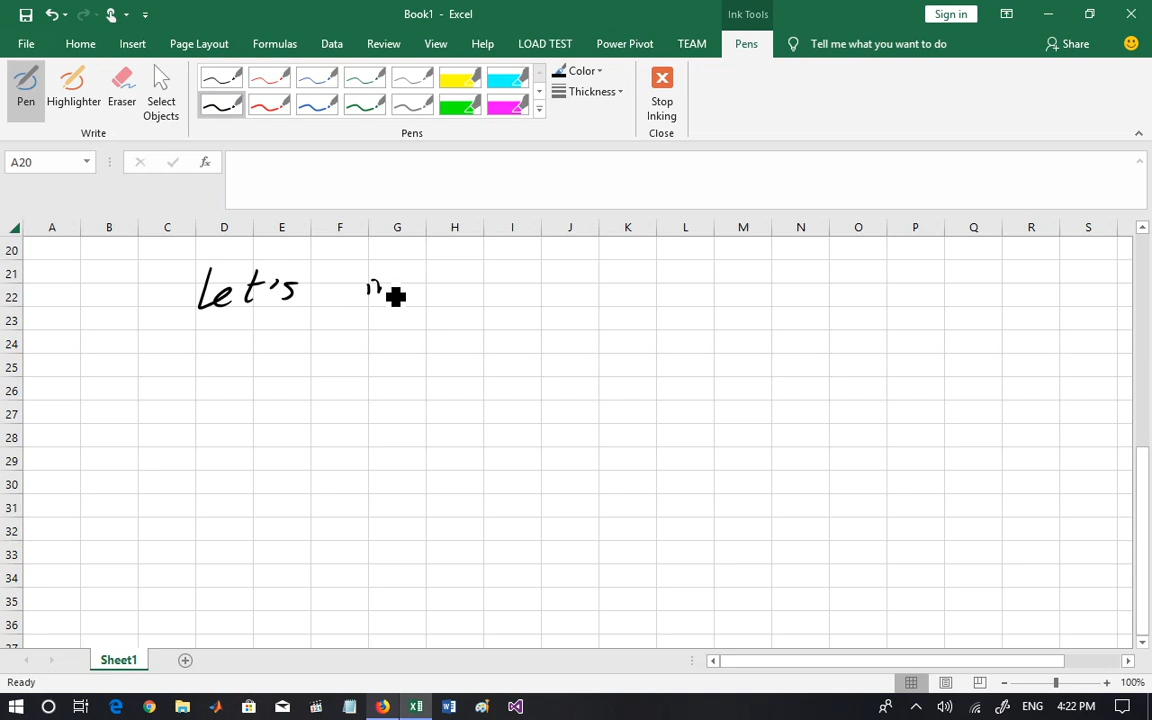 Book1 - Excel
Ink Tools
Sign in
File Home Insert Page Layout Formulas Data Review View Help LOAD TEST Power Pivot TEAM Pens Tell me what you want to do Share
Pen Highlighter Eraser Select Objects
Color
Thickness
Stop Inking
Write Pens Close
A20 fx
A B C D E F G H I J K L M N O P Q R S
20
21
Let's
22
23
24
25
26
27
28
29
30
31
32
33
34
35
36
37
Sheet1
Ready 100%
ENG 4:22 PM